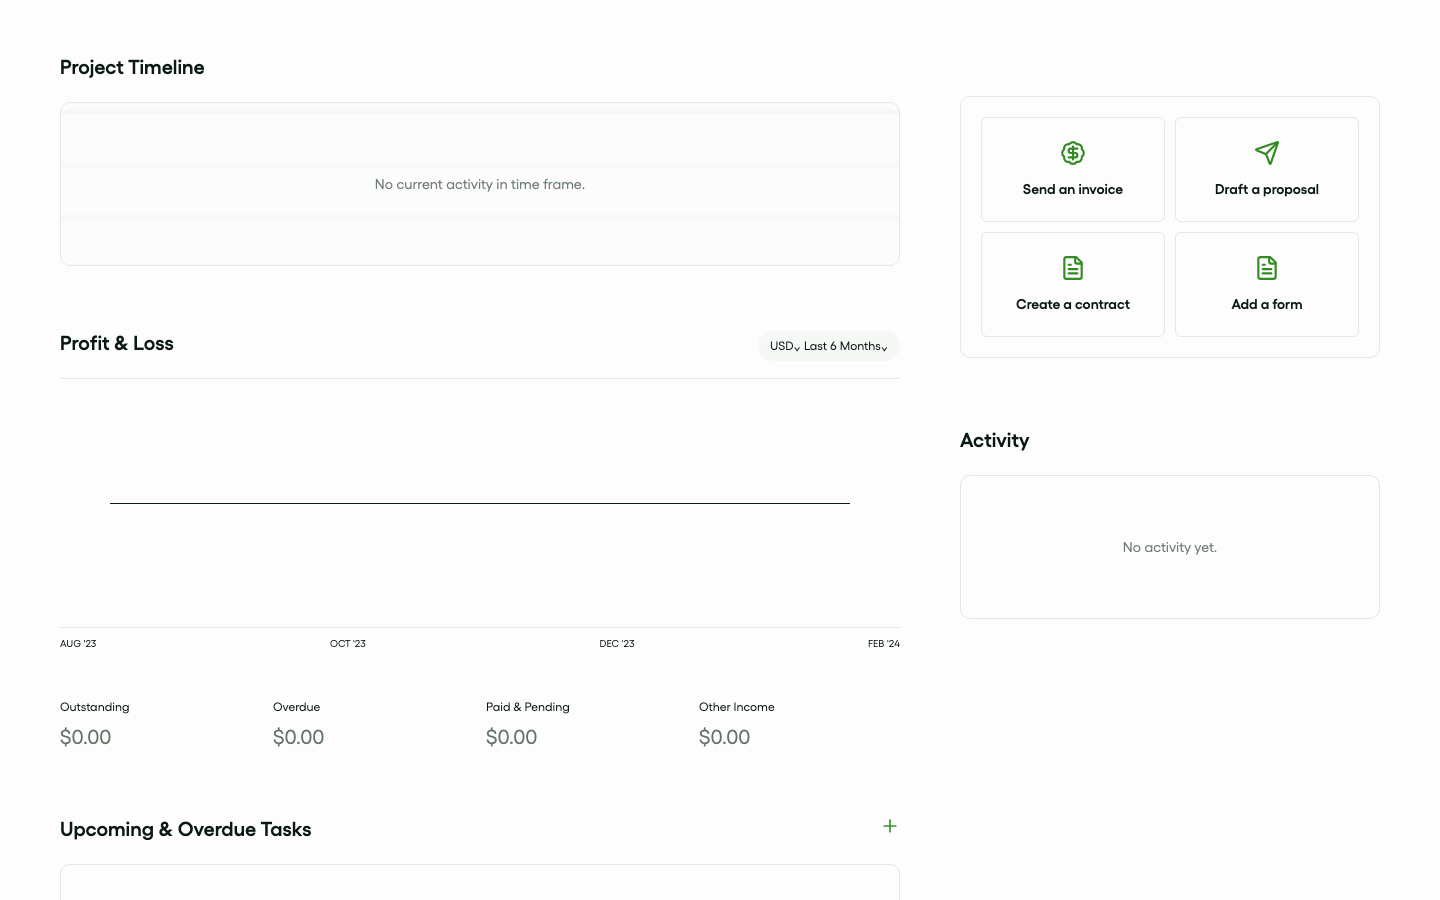 Project Timeline
No current activity in time frame.
Send an invoice
Draft a proposal
Create a contract
Add a form
Profit & Loss
USD Last 6 Months
AUG '23 OCT '23 DEC '23 FEB '24
Outstanding Overdue Paid & Pending Other Income
$0.00 $0.00 $0.00 $0.00
Activity
No activity yet.
Upcoming & Overdue Tasks